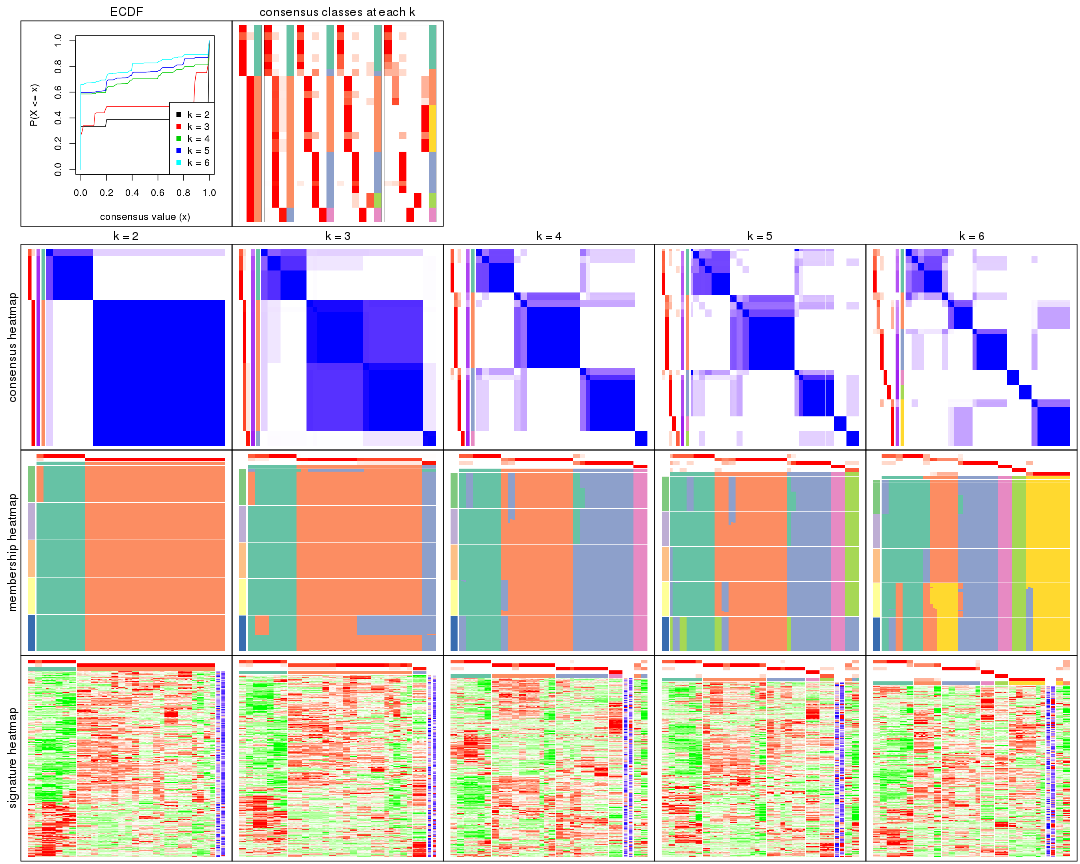 ECDF
consensus classes at each k
P(X <= x)
1.0
0.8
0.6
0.4
0.2
0.0
k = 2
k = 3
k = 4
k = 5
k = 6
0.0 0.2 0.4 0.6 0.8 1.0
consensus value (x)
k = 2
k = 3
k = 4
k = 5
k = 6
consensus heatmap
membership heatmap
signature heatmap